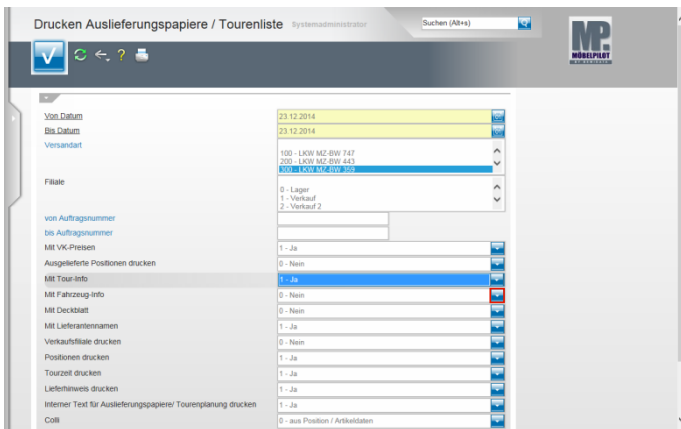 Drucken Auslieferungspapiere / Tourenliste Systemadministrator Suchen (Alt+s)
MP
MÖBELPILOT
Von Datum 23.12.2014
Bis Datum 23.12.2014
Versandart
100 - LKW MZ-BW 747
200 - LKW MZ-BW 443
300 - LKW MZ-BW 359
Filiale
0 - Lager
1 - Verkauf
2 - Verkauf 2
von Auftragsnummer
bis Auftragsnummer
Mit VK-Preisen 1 - Ja
Ausgelieferte Positionen drucken 0 - Nein
Mit Tour-Info 1 - Ja
Mit Fahrzeug-Info 0 - Nein
Mit Deckblatt 0 - Nein
Mit Lieferantennamen 1 - Ja
Verkaufsfiliale drucken 0 - Nein
Positionen drucken 1 - Ja
Tourzeit drucken 1 - Ja
Lieferhinweis drucken 1 - Ja
Interner Text für Auslieferungspapiere/ Tourenplanung drucken 1 - Ja
Colli 0 - aus Position / Artikeldaten